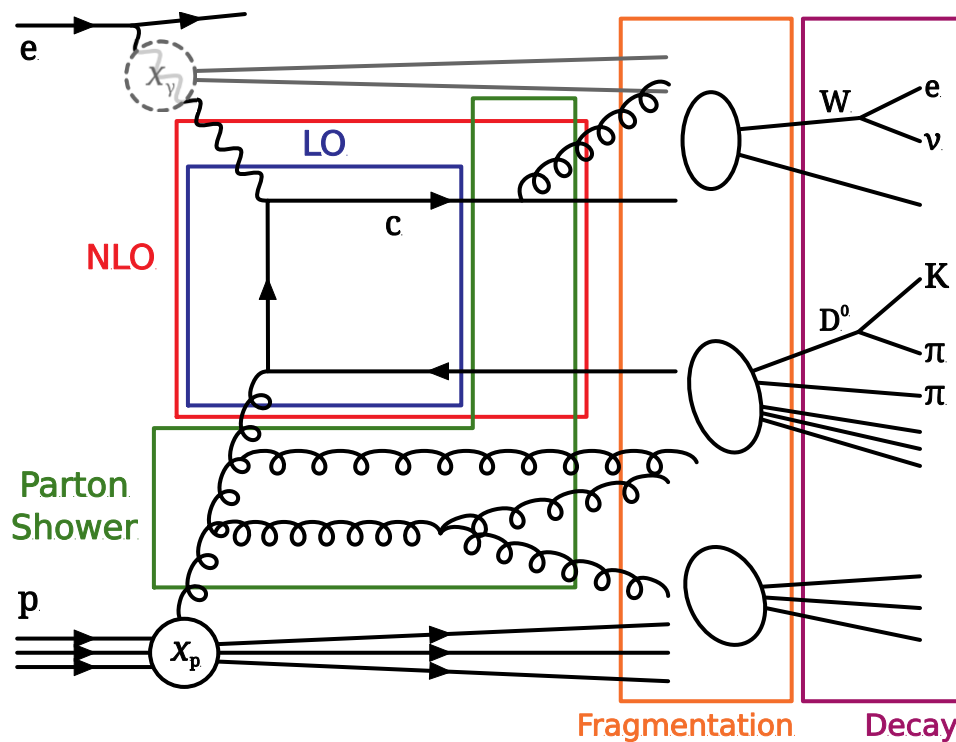 e
xγ
LO
W
e
ν
c
NLO
K
D⁰
π
π
Parton
Shower
p
xp
Fragmentation
Decay